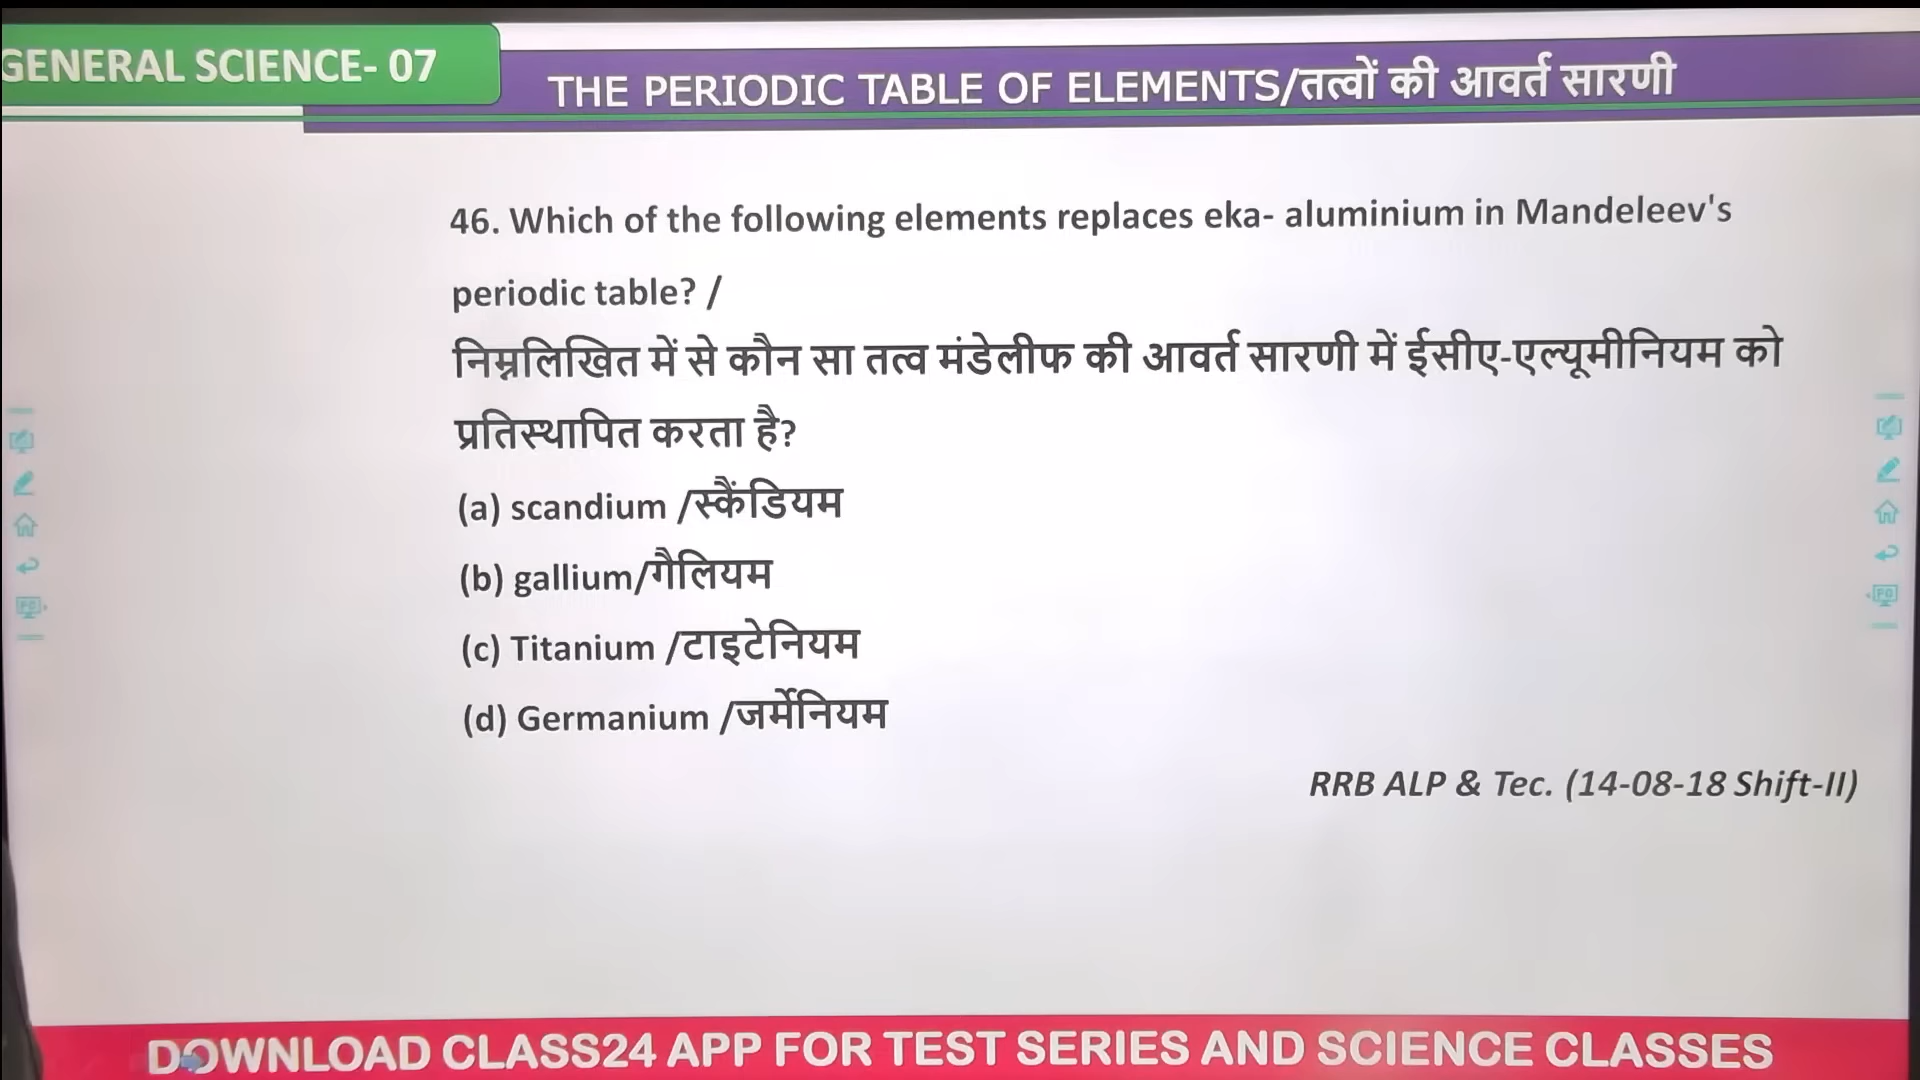 GENERAL SCIENCE- 07
THE PERIODIC TABLE OF ELEMENTS/तत्वों की आवर्त सारणी
46. Which of the following elements replaces eka- aluminium in Mandeleev's
periodic table? /
निम्नलिखित में से कौन सा तत्व मंडेलीफ की आवर्त सारणी में ईसीए-एल्यूमीनियम को
प्रतिस्थापित करता है?
(a) scandium /स्कैंडियम
(b) gallium/गैलियम
(c) Titanium /टाइटेनियम
(d) Germanium /जर्मेनियम
RRB ALP & Tec. (14-08-18 Shift-II)
DOWNLOAD CLASS24 APP FOR TEST SERIES AND SCIENCE CLASSES